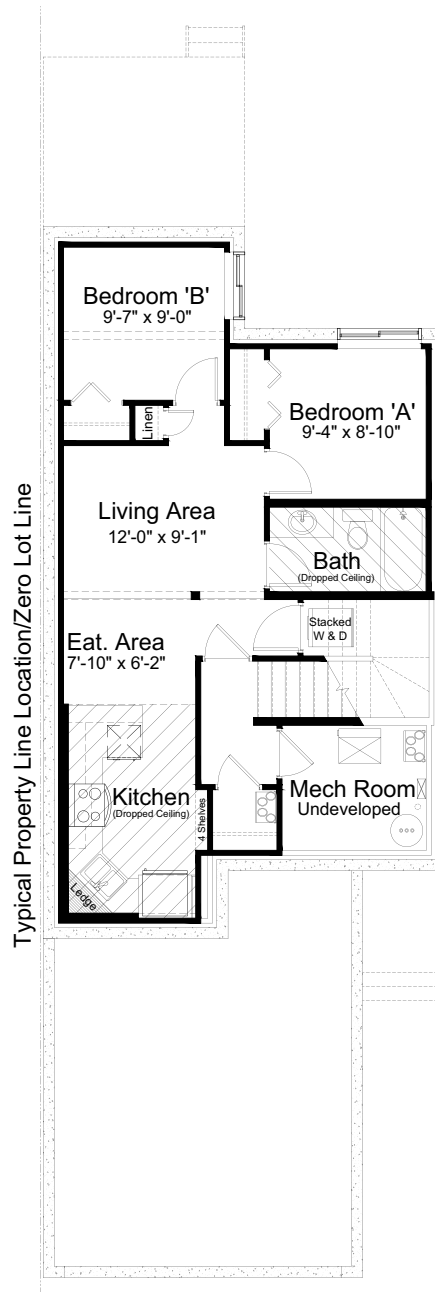 Bedroom 'B'
9'-7" x 9'-0"
Linen
Bedroom 'A'
9'-4" x 8'-10"
Living Area
12'-0" x 9'-1"
Bath
(Dropped Ceiling)
Stacked
W & D
Eat. Area
7'-10" x 6'-2"
Kitchen
(Dropped Ceiling)
4 Shelves
Mech Room
Undeveloped
Ledge
Typical Property Line Location/Zero Lot Line